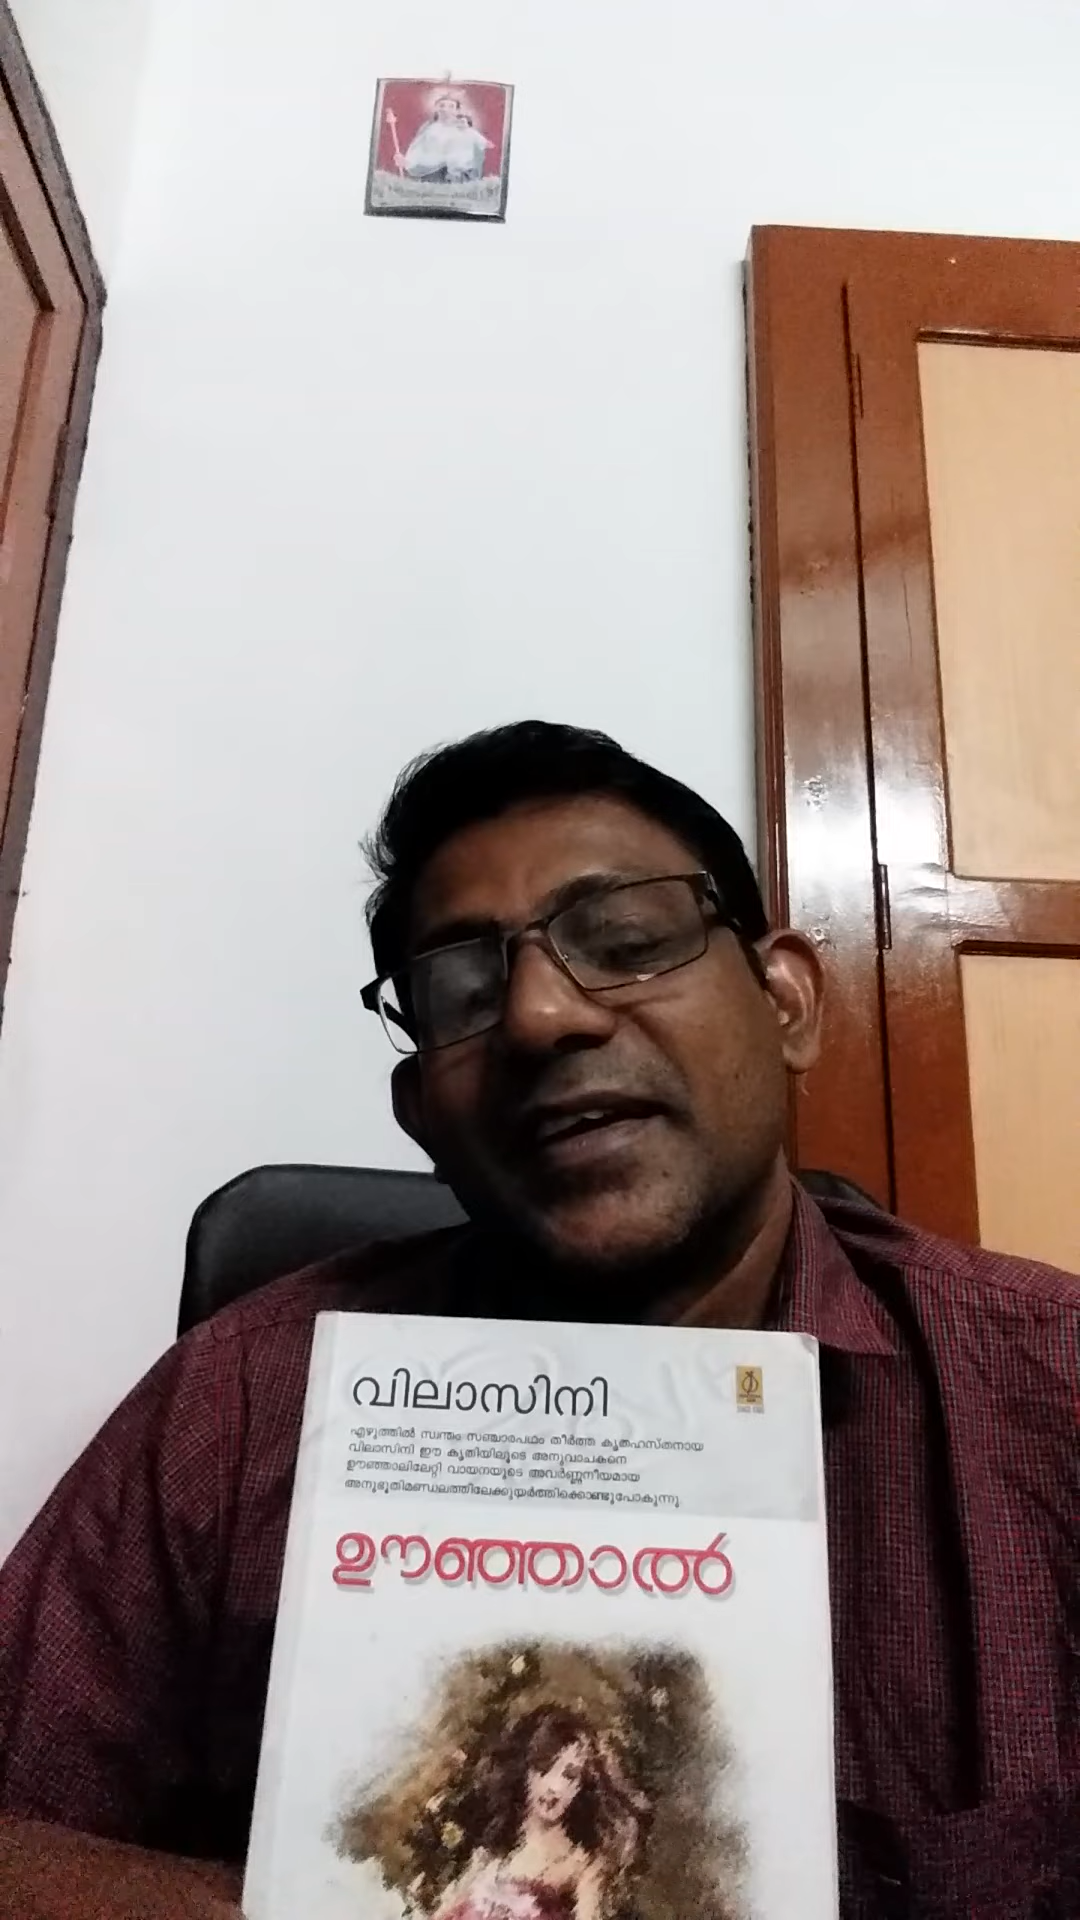 വിലാസിനി
എഴുത്തിൽ സ്വന്തം സഞ്ചാരപഥം തീർത്ത കൃതഹസ്തനായ
വിലാസിനി ഈ കൃതിയിലൂടെ അനുവാചകനെ
ഊഞ്ഞാലിലേറ്റി വായനയുടെ അവർണ്ണനീയമായ
അനുഭൂതിമണ്ഡലത്തിലേക്കുയർത്തിക്കൊണ്ടുപോകുന്നു.
ഊഞ്ഞാൽ